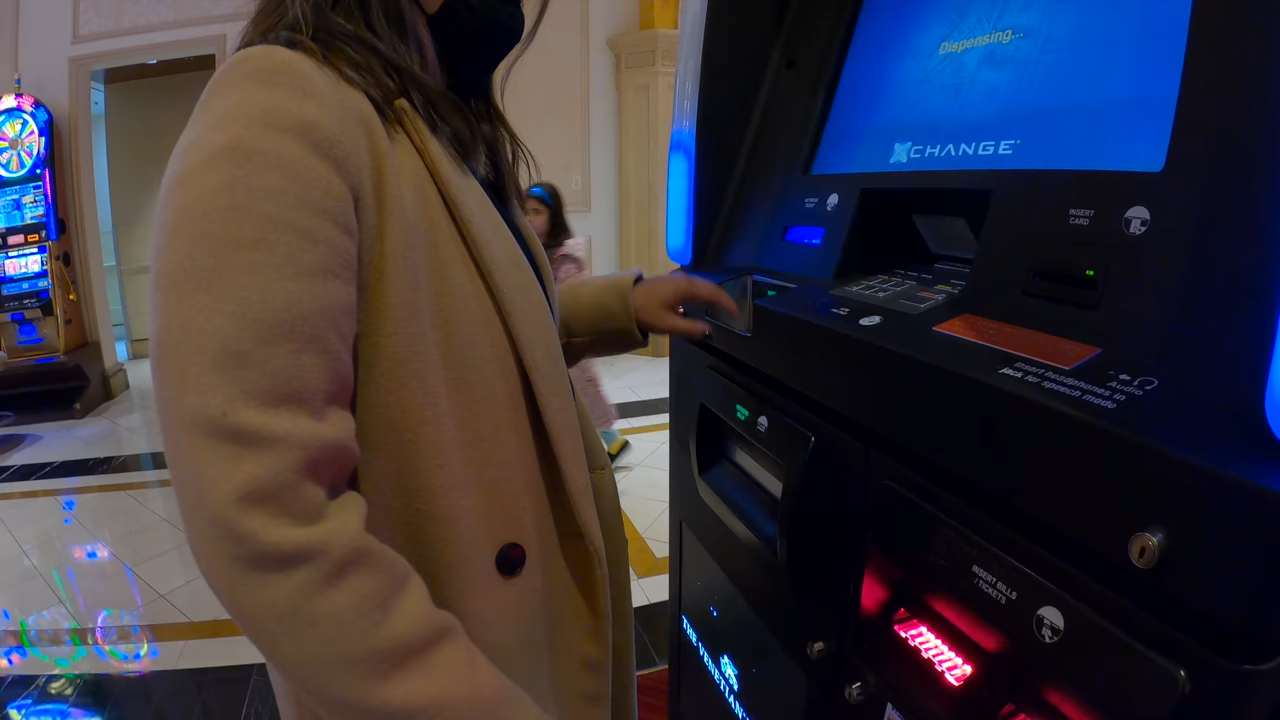 Dispensing...
XCHANGE
INSERT
CARD
Audio
Insert headphones in
jack for speech mode
INSERT BILLS
/ TICKETS
THE VENETIAN